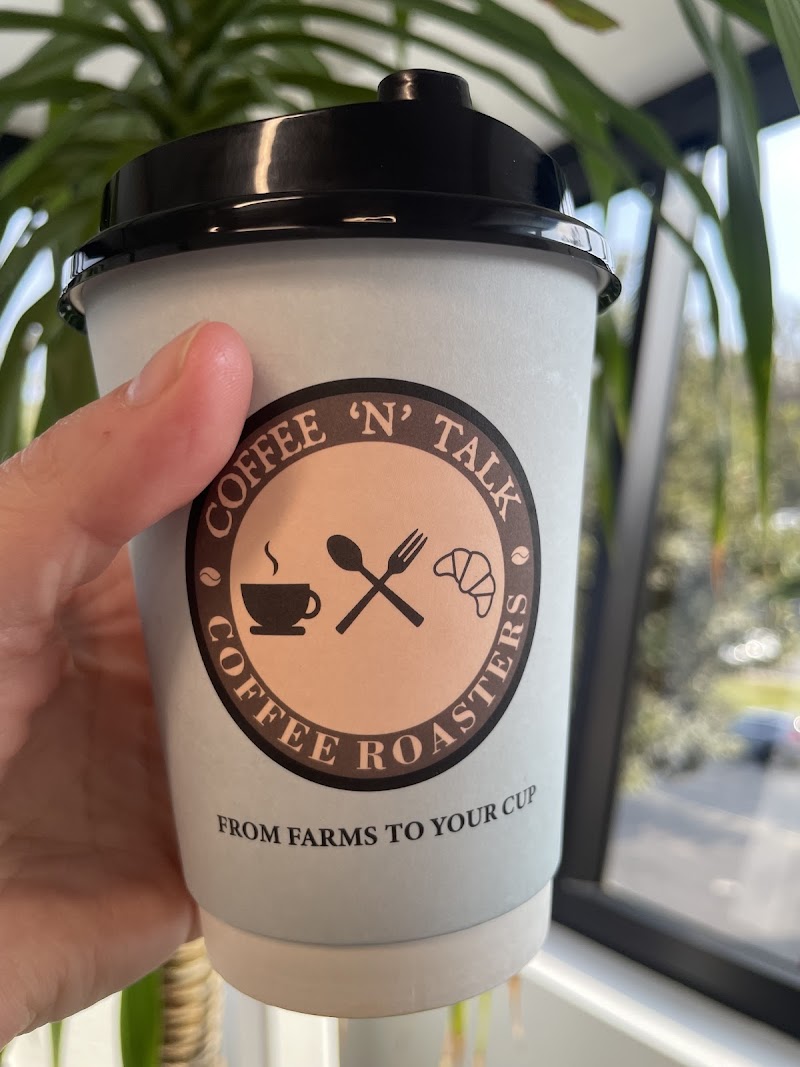 COFFEE ‘N’ TALK
COFFEE ROASTERS
FROM FARMS TO YOUR CUP